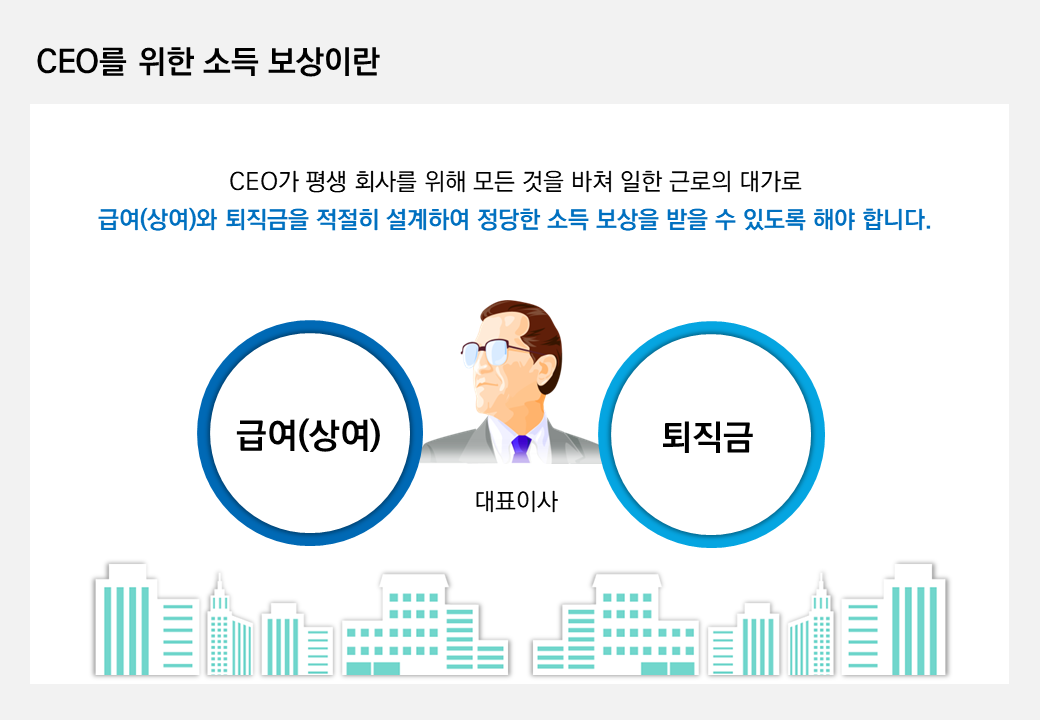 CEO를 위한 소득 보상이란
CEO가 평생 회사를 위해 모든 것을 바쳐 일한 근로의 대가로
급여(상여)와 퇴직금을 적절히 설계하여 정당한 소득 보상을 받을 수 있도록 해야 합니다.
급여(상여)
퇴직금
대표이사